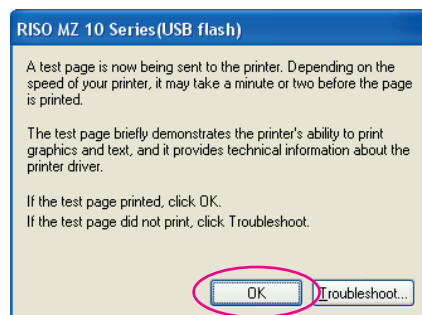 RISO MZ 10 Series(USB flash)
A test page is now being sent to the printer. Depending on the
speed of your printer, it may take a minute or two before the page
is printed.
The test page briefly demonstrates the printer's ability to print
graphics and text, and it provides technical information about the
printer driver.
If the test page printed, click OK.
If the test page did not print, click Troubleshoot.
OK
Troubleshoot...